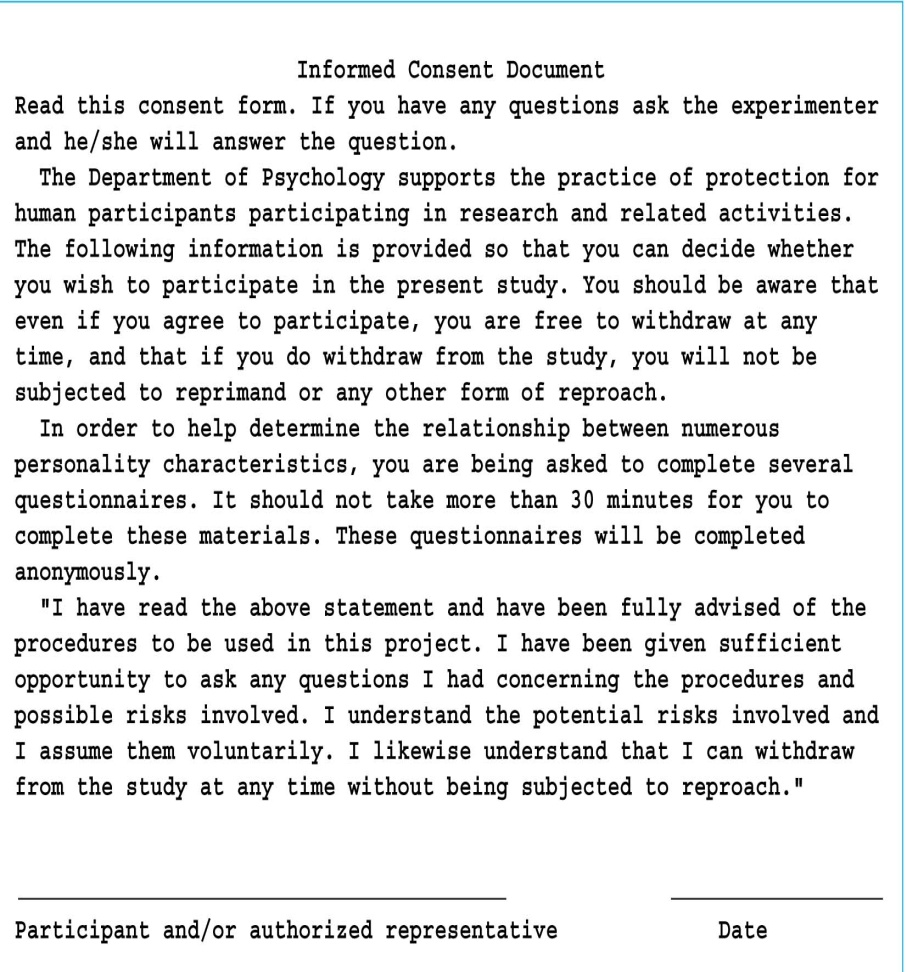 Informed Consent Document
Read this consent form. If you have any questions ask the experimenter
and he/she will answer the question.
The Department of Psychology supports the practice of protection for
human participants participating in research and related activities.
The following information is provided so that you can decide whether
you wish to participate in the present study. You should be aware that
even if you agree to participate, you are free to withdraw at any
time, and that if you do withdraw from the study, you will not be
subjected to reprimand or any other form of reproach.
In order to help determine the relationship between numerous
personality characteristics, you are being asked to complete several
questionnaires. It should not take more than 30 minutes for you to
complete these materials. These questionnaires will be completed
anonymously.
"I have read the above statement and have been fully advised of the
procedures to be used in this project. I have been given sufficient
opportunity to ask any questions I had concerning the procedures and
possible risks involved. I understand the potential risks involved and
I assume them voluntarily. I likewise understand that I can withdraw
from the study at any time without being subjected to reproach."
Participant and/or authorized representative Date